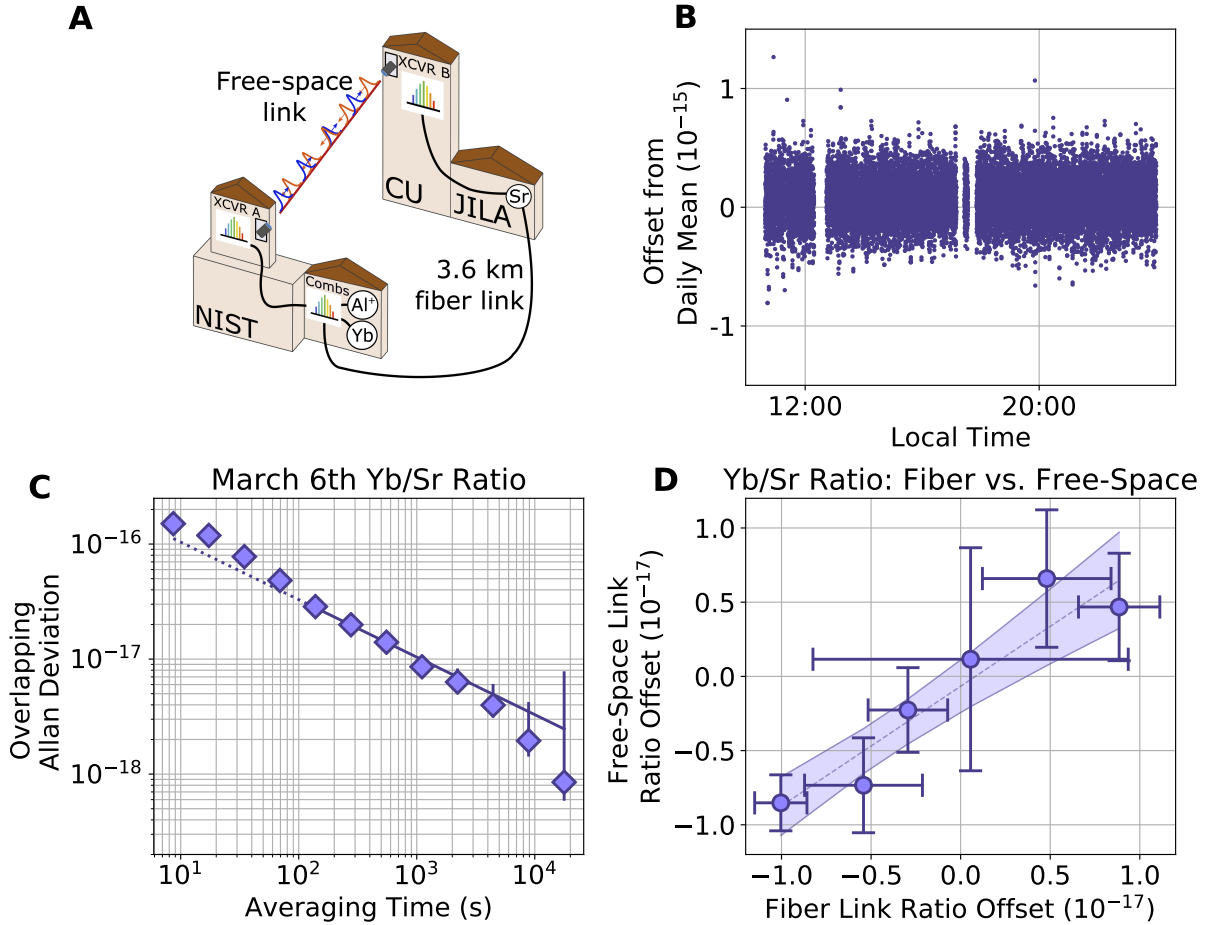 A
Free-space
link
XCVR B
CU
JILA
Sr
XCVR A
NIST
Combs
Al⁺
Yb
3.6 km
fiber link
B
Offset from
Daily Mean (10⁻¹⁵)
1
0
-1
12:00
20:00
Local Time
C
March 6th Yb/Sr Ratio
Overlapping
Allan Deviation
10⁻¹⁶
10⁻¹⁷
10⁻¹⁸
10¹
10²
10³
10⁴
Averaging Time (s)
D
Yb/Sr Ratio: Fiber vs. Free-Space
Free-Space Link
Ratio Offset (10⁻¹⁷)
1.0
0.5
0.0
−0.5
−1.0
−1.0
−0.5
0.0
0.5
1.0
Fiber Link Ratio Offset (10⁻¹⁷)